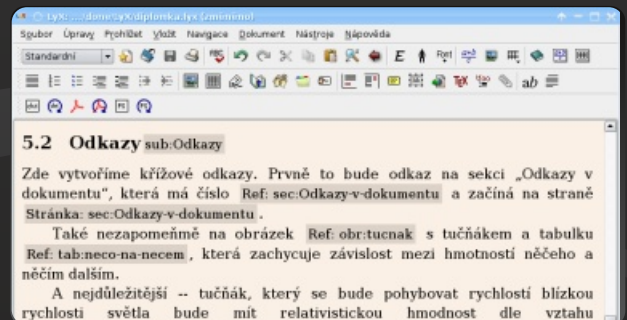 LyX: .../done/LyX/diplomka.lyx (změněno)
Soubor Úpravy Prohlížet Vložit Navigace Dokument Nástroje Nápověda
Standardní
5.2 Odkazy sub:Odkazy
Zde vytvoříme křížové odkazy. Prvně to bude odkaz na sekci „Odkazy v
dokumentu“, která má číslo Ref: sec:Odkazy-v-dokumentu a začíná na straně
Stránka: sec:Odkazy-v-dokumentu .
Také nezapomeňmě na obrázek Ref: obr:tucnak s tučňákem a tabulku
Ref: tab:neco-na-necem , která zachycuje závislost mezi hmotností něčeho a
něčím dalším.
A nejdůležitější -- tučňák, který se bude pohybovat rychlostí blízkou
rychlosti světla bude mít relativistickou hmodnost dle vztahu